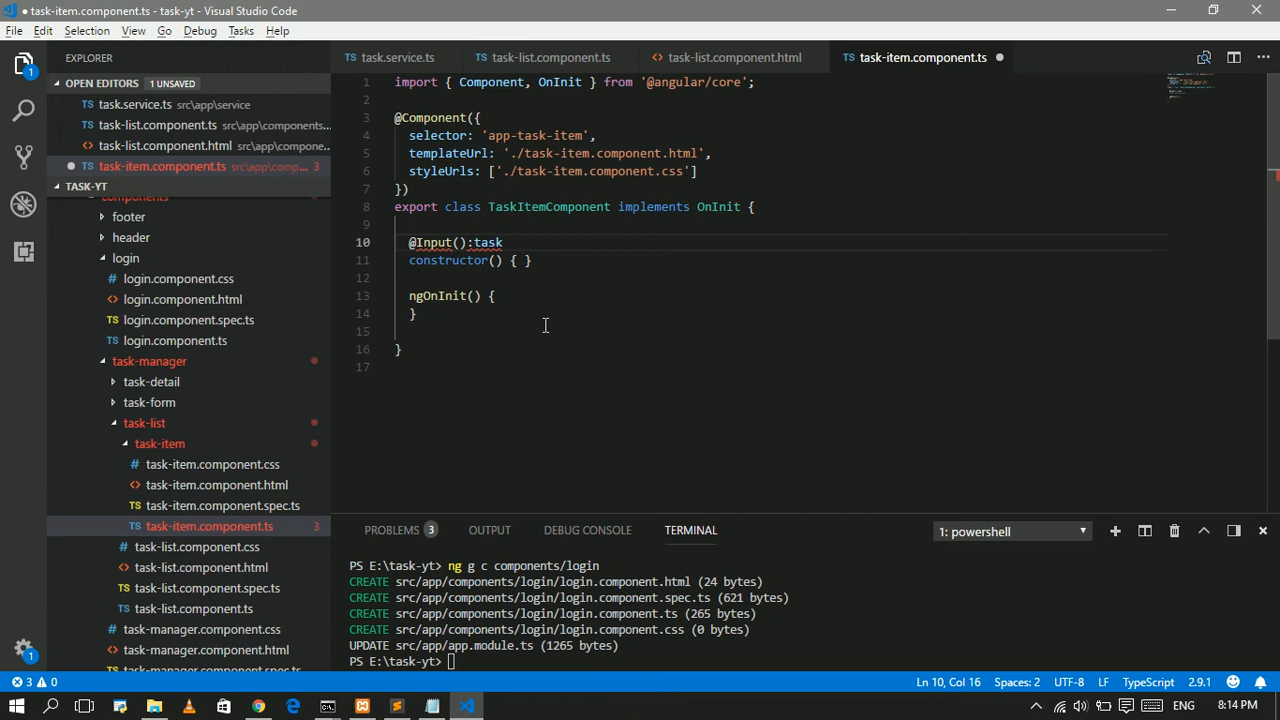 task-item.component.ts - task-yt - Visual Studio Code
File Edit Selection View Go Debug Tasks Help
EXPLORER
task.service.ts task-list.component.ts task-list.component.html task-item.component.ts
OPEN EDITORS 1 UNSAVED
task.service.ts src\app\service
task-list.component.ts src\app\components...
task-list.component.html src\app\compone...
task-item.component.ts src\app\comp... 3
TASK-YT
components
footer
header
login
login.component.css
login.component.html
login.component.spec.ts
login.component.ts
task-manager
task-detail
task-form
task-list
task-item
task-item.component.css
task-item.component.html
task-item.component.spec.ts
task-item.component.ts 3
task-list.component.css
task-list.component.html
task-list.component.spec.ts
task-list.component.ts
task-manager.component.css
task-manager.component.html
task-manager.component.spec.ts
1 import { Component, OnInit } from '@angular/core';
2
3 @Component({
4 selector: 'app-task-item',
5 templateUrl: './task-item.component.html',
6 styleUrls: ['./task-item.component.css']
7 })
8 export class TaskItemComponent implements OnInit {
9
10 @Input():task
11 constructor() { }
12
13 ngOnInit() {
14 }
15
16 }
17
PROBLEMS 3 OUTPUT DEBUG CONSOLE TERMINAL 1: powershell
PS E:\task-yt> ng g c components/login
CREATE src/app/components/login/login.component.html (24 bytes)
CREATE src/app/components/login/login.component.spec.ts (621 bytes)
CREATE src/app/components/login/login.component.ts (265 bytes)
CREATE src/app/components/login/login.component.css (0 bytes)
UPDATE src/app/app.module.ts (1265 bytes)
PS E:\task-yt>
3 0 Ln 10, Col 16 Spaces: 2 UTF-8 LF TypeScript 2.9.1
ENG 8:14 PM